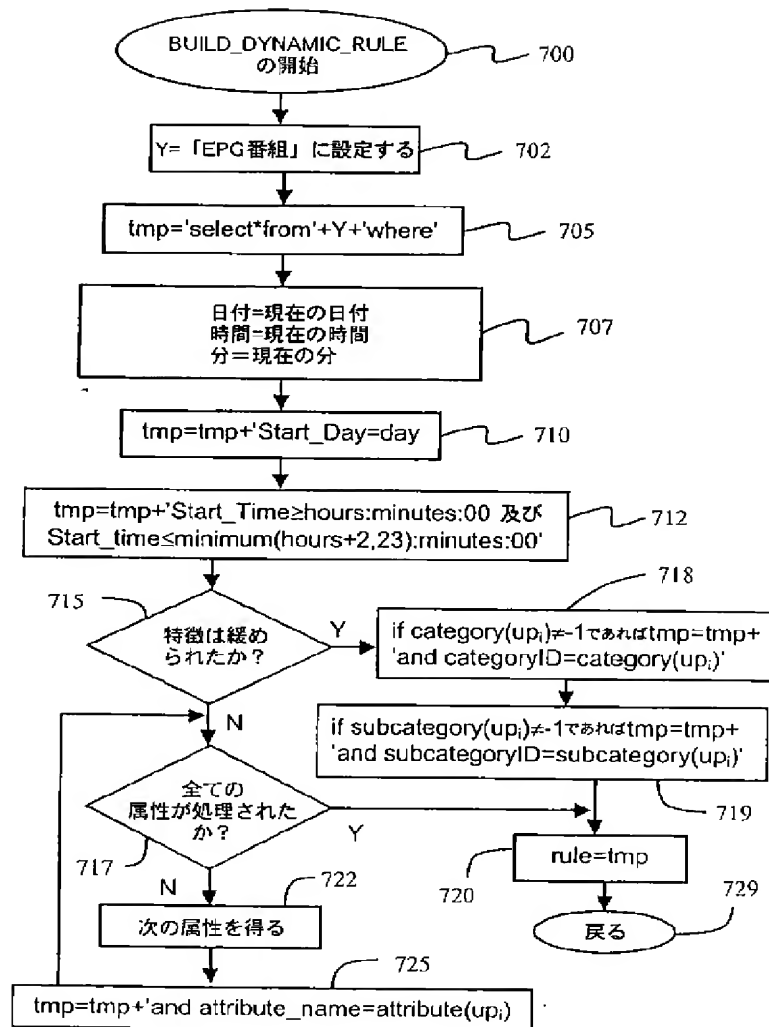 BUILD_DYNAMIC_RULE
の開始
700
Y=「EPG番組」に設定する
702
tmp='select*from'+Y+'where'
705
日付=現在の日付
時間=現在の時間
分=現在の分
707
tmp=tmp+'Start_Day=day
710
tmp=tmp+'Start_Time≥hours:minutes:00 及び
Start_time≤minimum(hours+2,23):minutes:00'
712
715
特徴は緩め
られたか?
Y
N
718
if category(upi)≠-1であればtmp=tmp+
'and categoryID=category(upi)'
if subcategory(upi)≠-1であればtmp=tmp+
'and subcategoryID=subcategory(upi)'
719
全ての
属性が処理された
か?
717
Y
N
rule=tmp
720
722
次の属性を得る
戻る
729
725
tmp=tmp+'and attribute_name=attribute(upi)